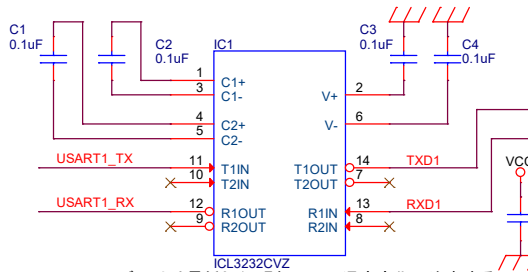 C1
0.1uF
C2
0.1uF
IC1
C3
0.1uF
C4
0.1uF
1 C1+
3 C1-
V+ 2
4 C2+
5 C2-
V- 6
USART1_TX 11 T1IN
T1OUT 14 TXD1
10 T2IN
T2OUT 7
USART1_RX 12 R1OUT
R1IN 13 RXD1
9 R2OUT
R2IN 8
VCC
ICL3232CVZ